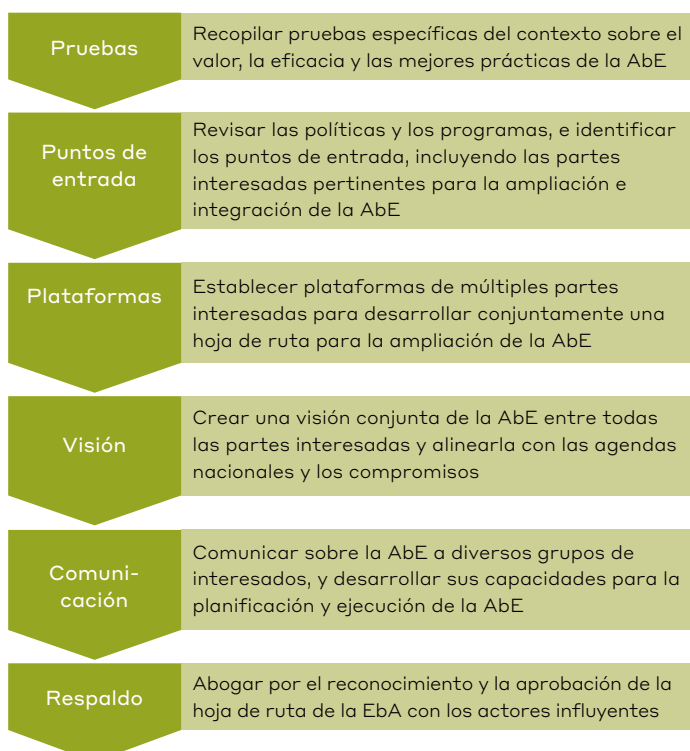 Pruebas
Recopilar pruebas específicas del contexto sobre el
valor, la eficacia y las mejores prácticas de la AbE
Puntos de
entrada
Revisar las políticas y los programas, e identificar
los puntos de entrada, incluyendo las partes
interesadas pertinentes para la ampliación e
integración de la AbE
Plataformas
Establecer plataformas de múltiples partes
interesadas para desarrollar conjuntamente una
hoja de ruta para la ampliación de la AbE
Visión
Crear una visión conjunta de la AbE entre todas
las partes interesadas y alinearla con las agendas
nacionales y los compromisos
Comuni-
cación
Comunicar sobre la AbE a diversos grupos de
interesados, y desarrollar sus capacidades para la
planificación y ejecución de la AbE
Respaldo
Abogar por el reconocimiento y la aprobación de la
hoja de ruta de la EbA con los actores influyentes